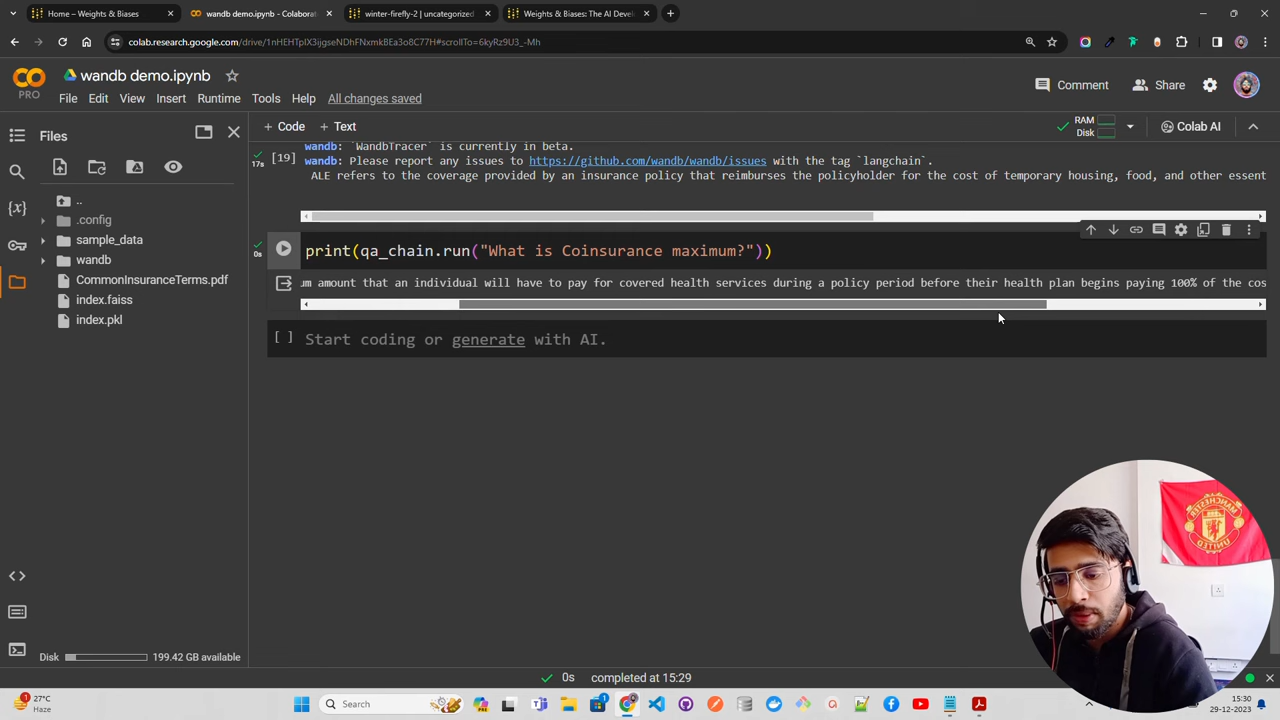 Home – Weights & Biases
wandb demo.ipynb - Colaborat
winter-firefly-2 | uncategorized
Weights & Biases: The AI Devel
colab.research.google.com/drive/1nHEHTpIX3ijgseNDhFNxmkBEa3o8C77H#scrollTo=6kyRz9U3_-Mh
CO
PRO
wandb demo.ipynb
File Edit View Insert Runtime Tools Help All changes saved
Comment
Share
Files
+ Code + Text
RAM
Disk
Colab AI
..
.config
sample_data
wandb
CommonInsuranceTerms.pdf
index.faiss
index.pkl
17s
[19]
wandb: `WandbTracer` is currently in beta.
wandb: Please report any issues to https://github.com/wandb/wandb/issues with the tag `langchain`.
ALE refers to the coverage provided by an insurance policy that reimburses the policyholder for the cost of temporary housing, food, and other essent
0s
print(qa_chain.run("What is Coinsurance maximum?"))
um amount that an individual will have to pay for covered health services during a policy period before their health plan begins paying 100% of the cos
[ ] Start coding or generate with AI.
MANCHESTER
UNITED
Disk 199.42 GB available
0s completed at 15:29
27°C
Haze
1
Search
15:30
29-12-2023